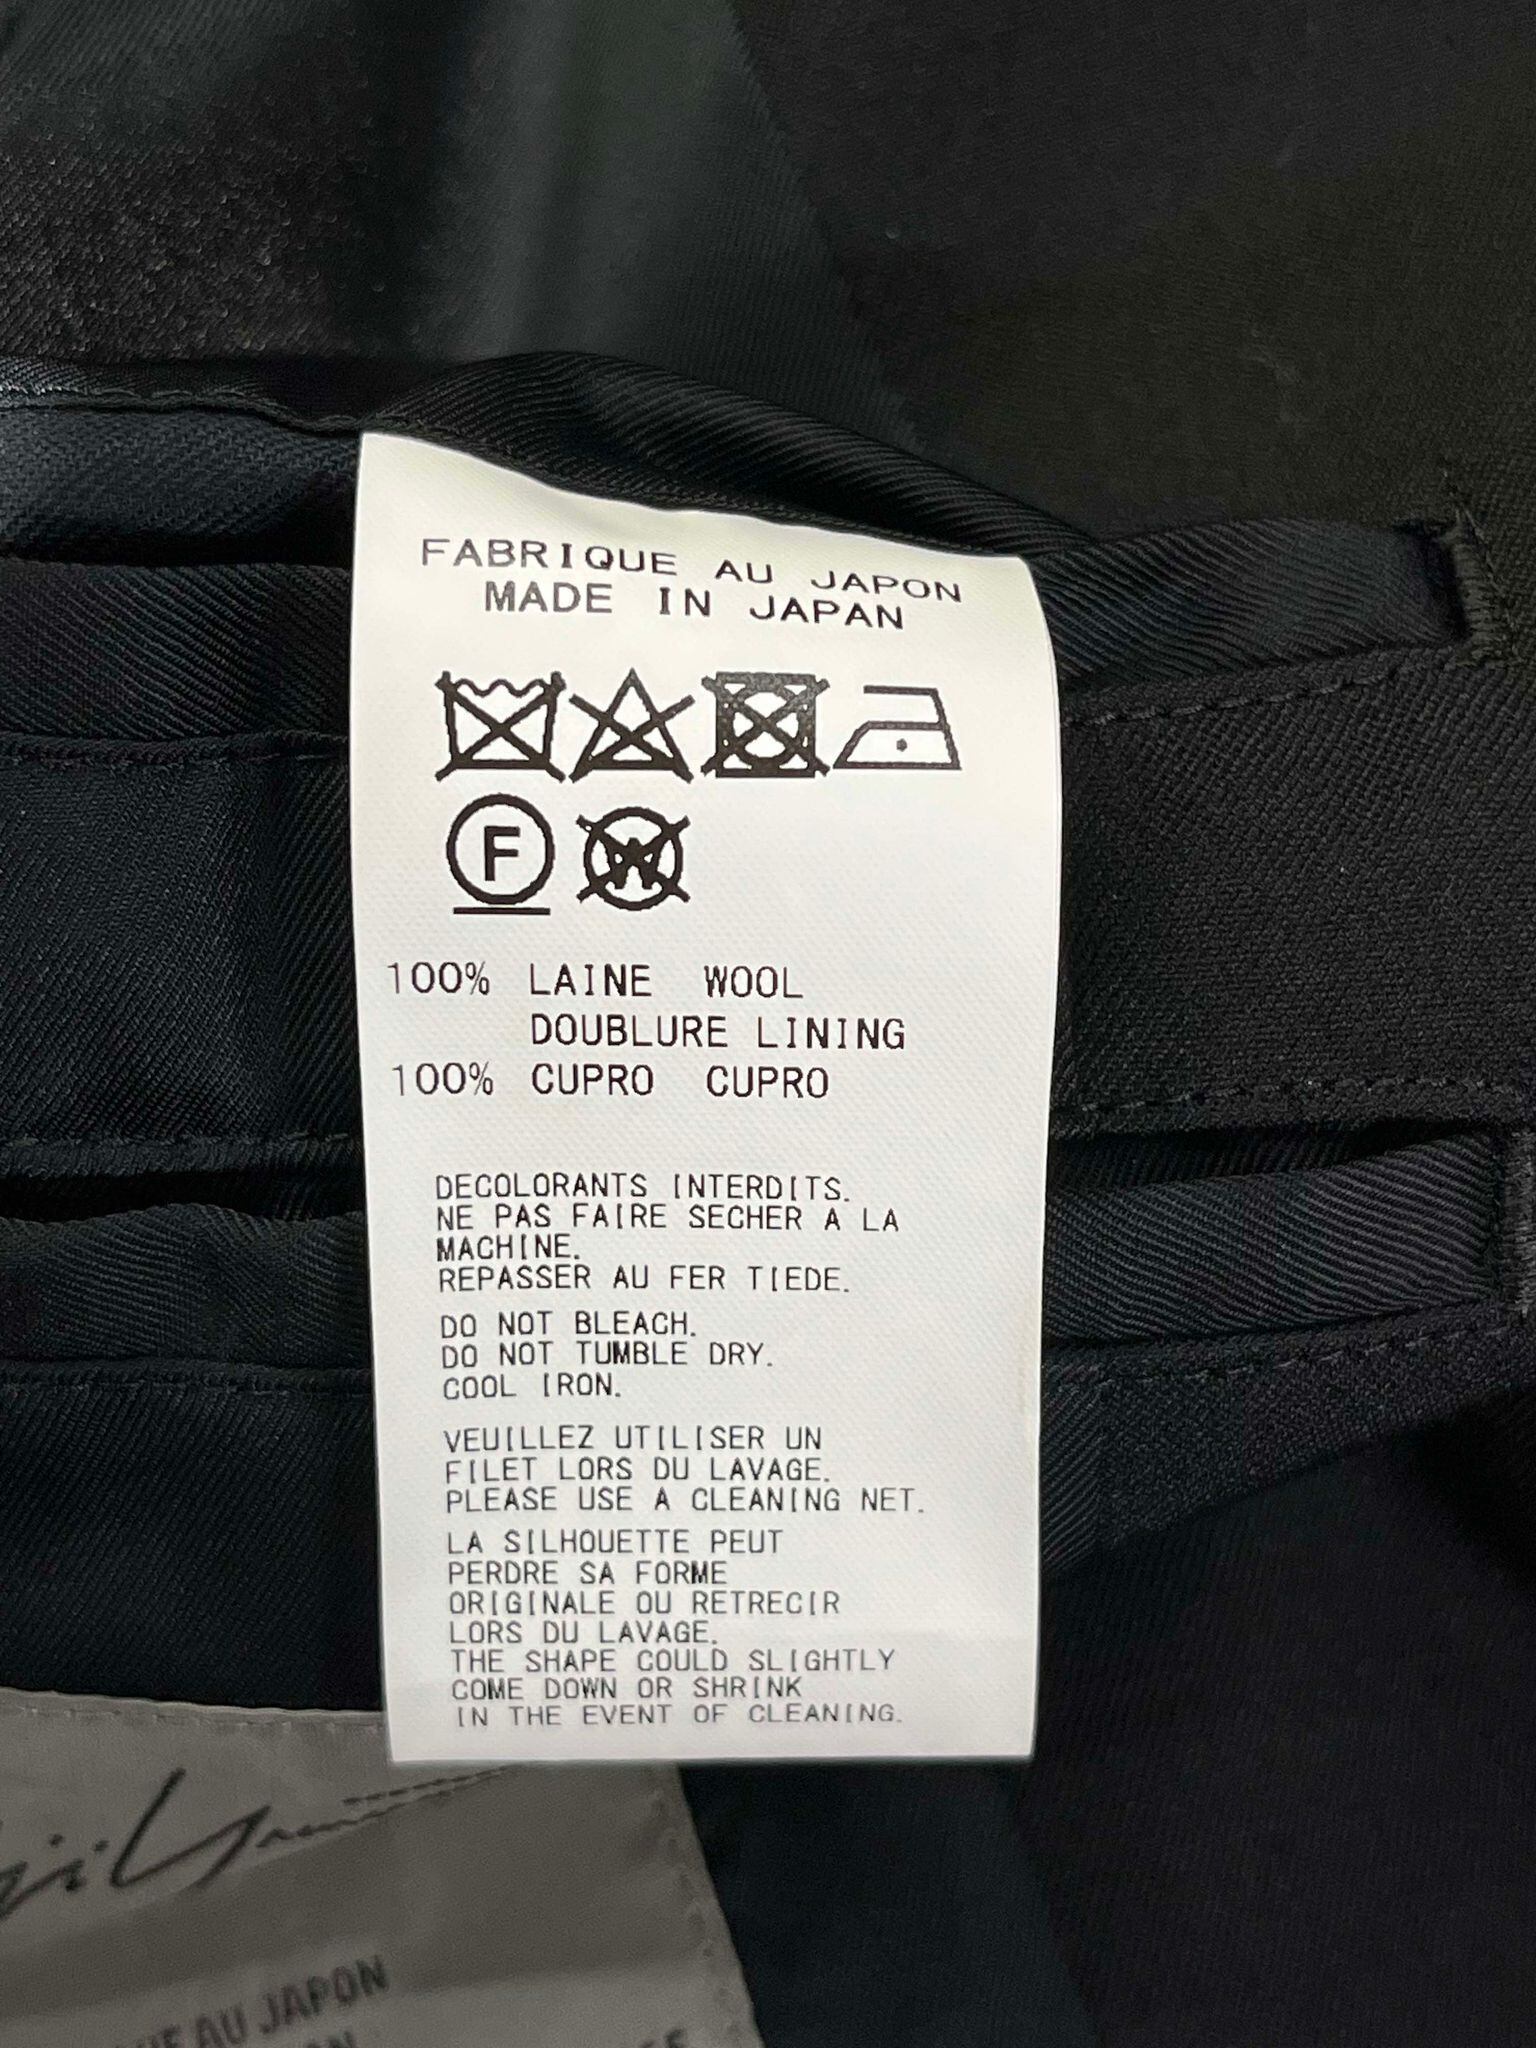 FABRIQUE AU JAPON
MADE IN JAPAN
F
W
100% LAINE WOOL
DOUBLURE LINING
100% CUPRO CUPRO
DECOLORANTS INTERDITS.
NE PAS FAIRE SECHER A LA
MACHINE.
REPASSER AU FER TIEDE.
DO NOT BLEACH.
DO NOT TUMBLE DRY.
COOL IRON.
VEUILLEZ UTILISER UN
FILET LORS DU LAVAGE.
PLEASE USE A CLEANING NET.
LA SILHOUETTE PEUT
PERDRE SA FORME
ORIGINALE OU RETRECIR
LORS DU LAVAGE.
THE SHAPE COULD SLIGHTLY
COME DOWN OR SHRINK
IN THE EVENT OF CLEANING.
AU JAPON